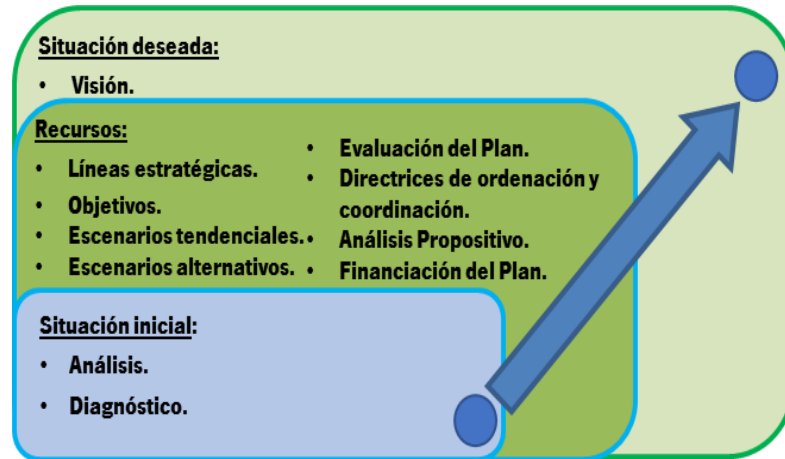 Situación deseada:
• Visión.
Recursos:
• Líneas estratégicas.
• Objetivos.
• Escenarios tendenciales.
• Escenarios alternativos.
• Evaluación del Plan.
• Directrices de ordenación y
coordinación.
• Análisis Propositivo.
• Financiación del Plan.
Situación inicial:
• Análisis.
• Diagnóstico.